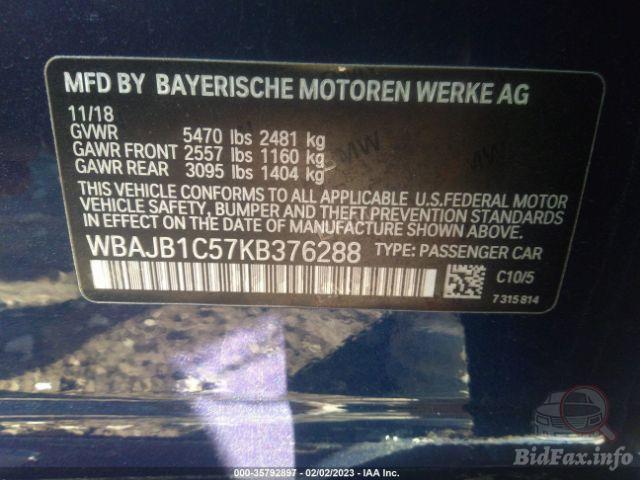 MFD BY BAYERISCHE MOTOREN WERKE AG
11/18
GVWR 5470 lbs 2481 kg
GAWR FRONT 2557 lbs 1160 kg
GAWR REAR 3095 lbs 1404 kg
THIS VEHICLE CONFORMS TO ALL APPLICABLE U.S.FEDERAL MOTOR
VEHICLE SAFETY, BUMPER AND THEFT PREVENTION STANDARDS
IN EFFECT ON THE DATE OF MANUFACTURE SHOWN ABOVE.
WBAJB1C57KB376288 TYPE: PASSENGER CAR
C10/5
7315814
BidFax.info
000-35792897 - 02/02/2023 - IAA Inc.